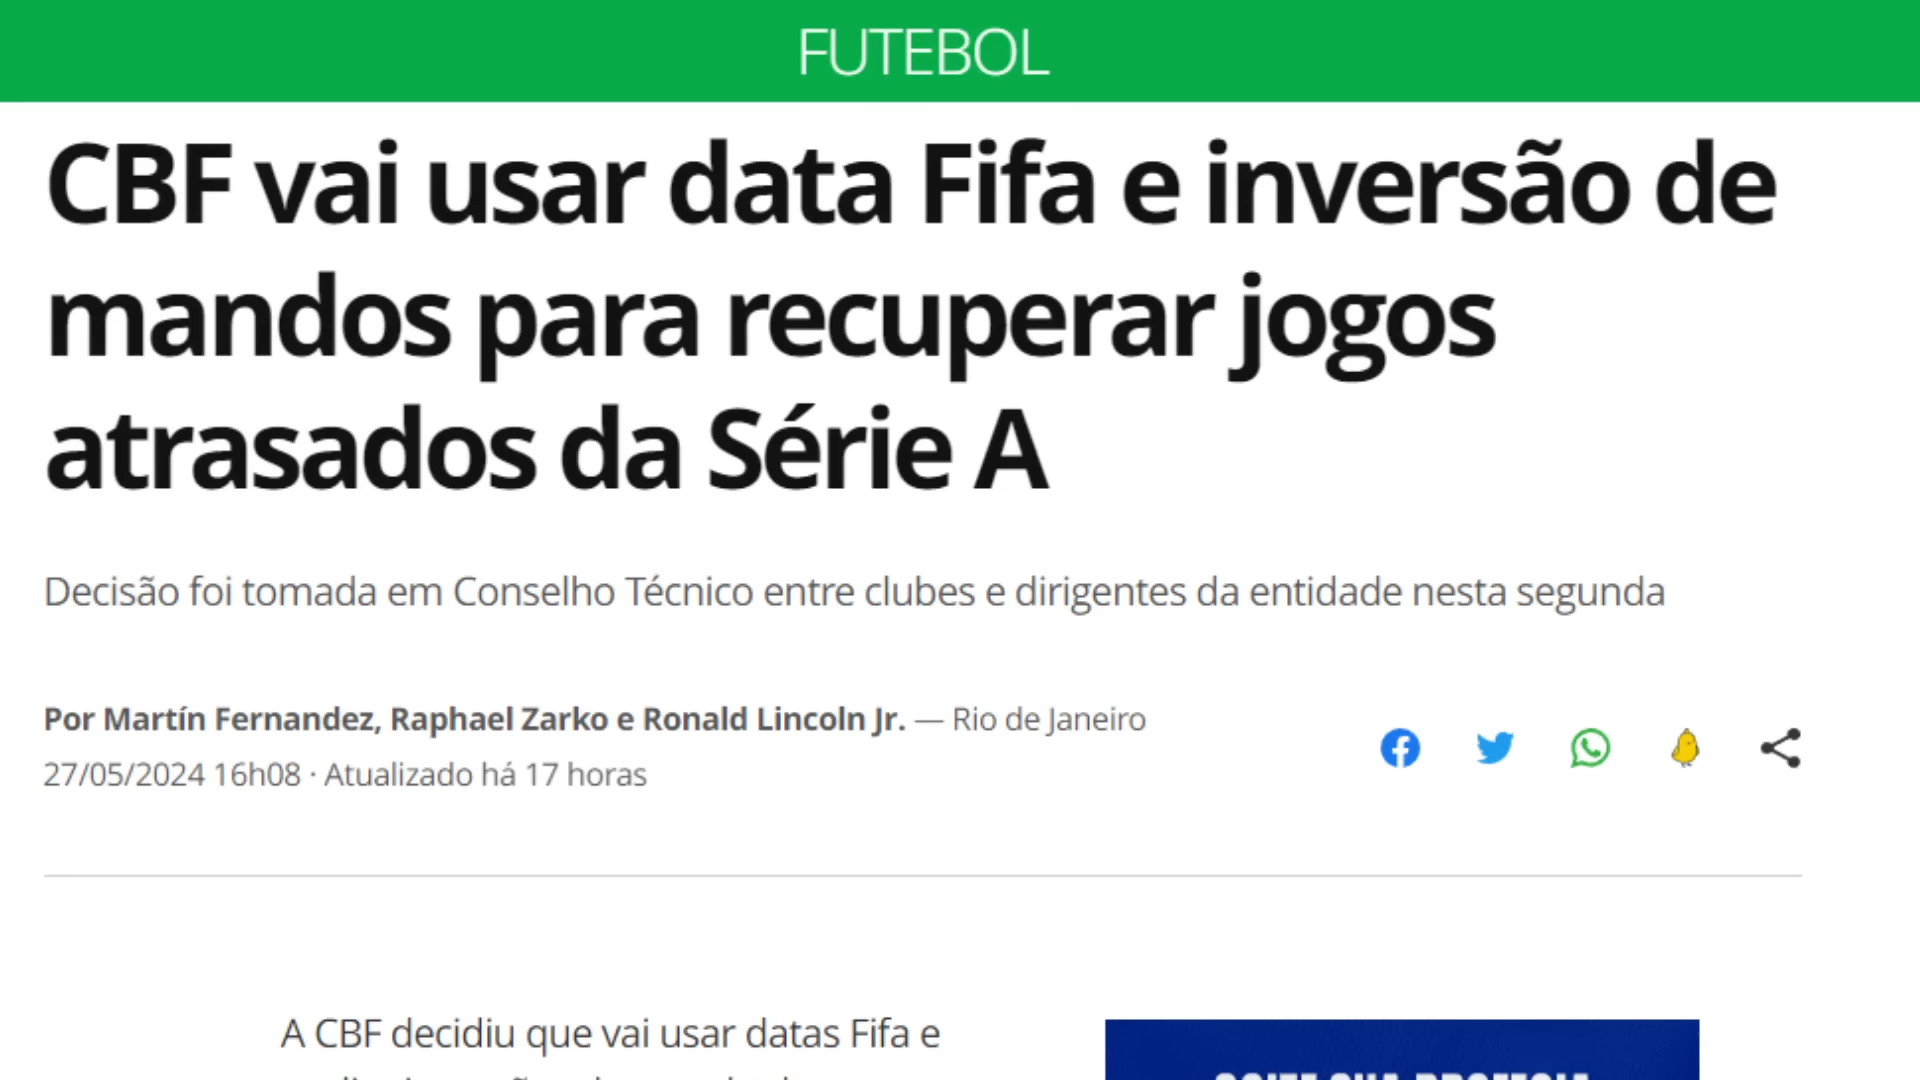 FUTEBOL
CBF vai usar data Fifa e inversão de
mandos para recuperar jogos
atrasados da Série A
Decisão foi tomada em Conselho Técnico entre clubes e dirigentes da entidade nesta segunda
Por Martín Fernandez, Raphael Zarko e Ronald Lincoln Jr. — Rio de Janeiro
27/05/2024 16h08 · Atualizado há 17 horas
A CBF decidiu que vai usar datas Fifa e